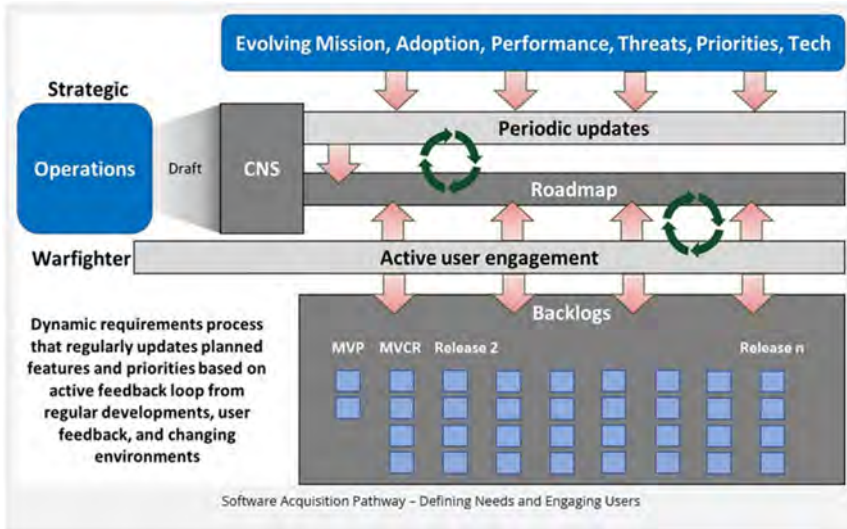 Evolving Mission, Adoption, Performance, Threats, Priorities, Tech
Strategic
Operations
Draft
CNS
Periodic updates
Roadmap
Warfighter
Active user engagement
Backlogs
MVP MVCR Release 2 Release n
Dynamic requirements process
that regularly updates planned
features and priorities based on
active feedback loop from
regular developments, user
feedback, and changing
environments
Software Acquisition Pathway – Defining Needs and Engaging Users